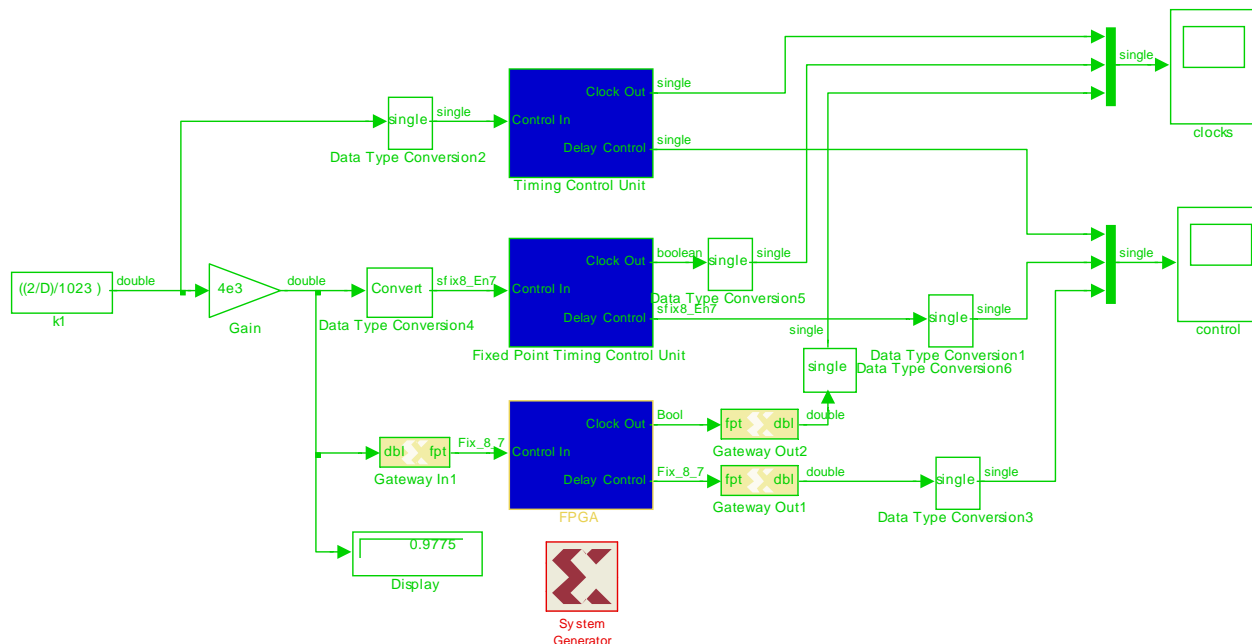 single
clocks
single
Clock Out
single
single
Control In
single
Delay Control
Data Type Conversion2
Timing Control Unit
single
control
((2/D)/1023 )
double
k1
4e3
Gain
double
Convert
sfix8_En7
Data Type Conversion4
Clock Out
boolean
single
single
Control In
Data Type Conversion5
Delay Control
sfix8_En7
Fixed Point Timing Control Unit
single
single
Data Type Conversion1
single
single
Data Type Conversion6
Clock Out
Bool
fpt
dbl
double
Gateway Out2
dbl
fpt
Fix_8_7
Gateway In1
Control In
Delay Control
Fix_8_7
fpt
dbl
double
Gateway Out1
single
single
Data Type Conversion3
FPGA
0.9775
Display
System
Generator